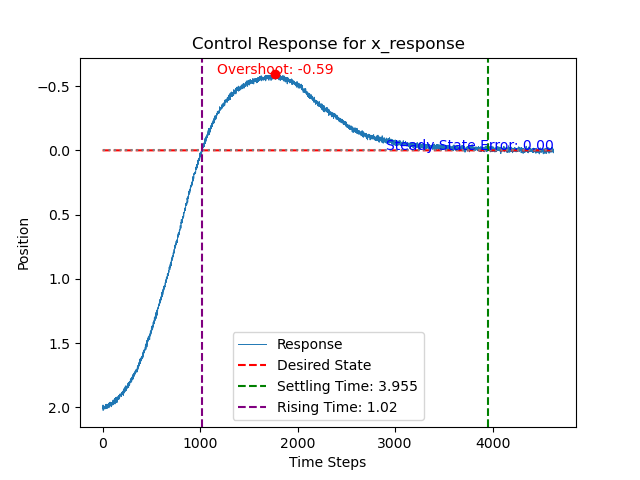 Control Response for x_response
Overshoot: -0.59
Steady State Error: 0.00
−0.5
0.0
0.5
1.0
1.5
2.0
Position
Response
Desired State
Settling Time: 3.955
Rising Time: 1.02
0
1000
2000
3000
4000
Time Steps